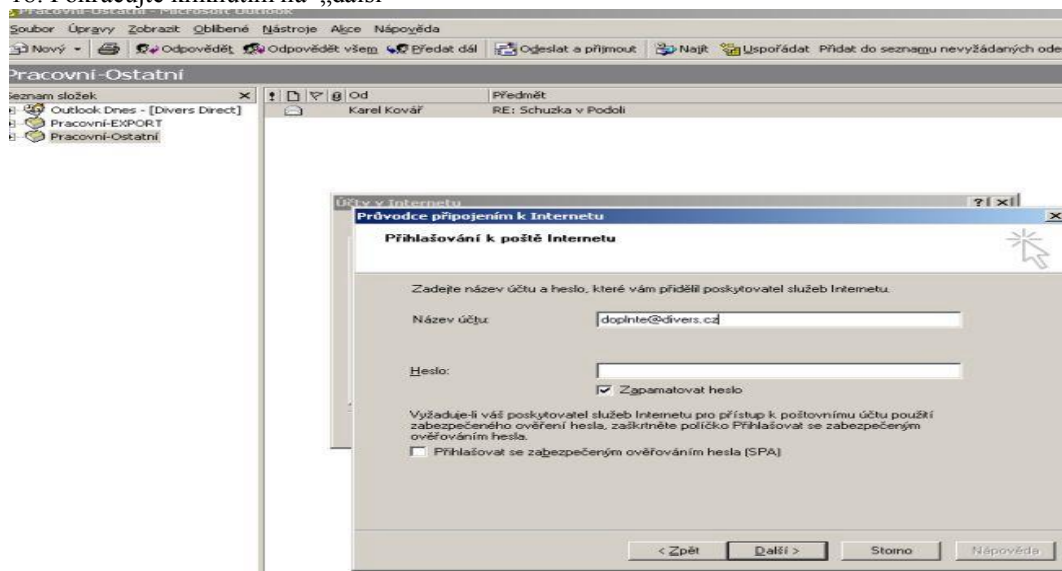 Pokračujte kliknutím na „další
Pracovní-Ostatní - Microsoft Outlook
Soubor Úpravy Zobrazit Oblíbené Nástroje Akce Nápověda
Nový Odpovědět Odpovědět všem Předat dál Odeslat a přijmout Najít Uspořádat Přidat do seznamu nevyžádaných ode
Pracovní-Ostatní
Seznam složek
Od Předmět
Outlook Dnes - [Divers Direct]
Karel Kovář RE: Schuzka v Podoli
Pracovní-EXPORT
Pracovní-Ostatní
Účty v Internetu
Průvodce připojením k Internetu
Přihlašování k poště Internetu
Zadejte název účtu a heslo, které vám přidělil poskytovatel služeb Internetu.
Název účtu: doplnte@divers.cz
Heslo:
Zapamatovat heslo
Vyžaduje-li váš poskytovatel služeb Internetu pro přístup k poštovnímu účtu použití
zabezpečeného ověření hesla, zaškrtněte políčko Přihlašovat se zabezpečeným
ověřováním hesla.
Přihlašovat se zabezpečeným ověřováním hesla (SPA)
< Zpět Další > Storno Nápověda